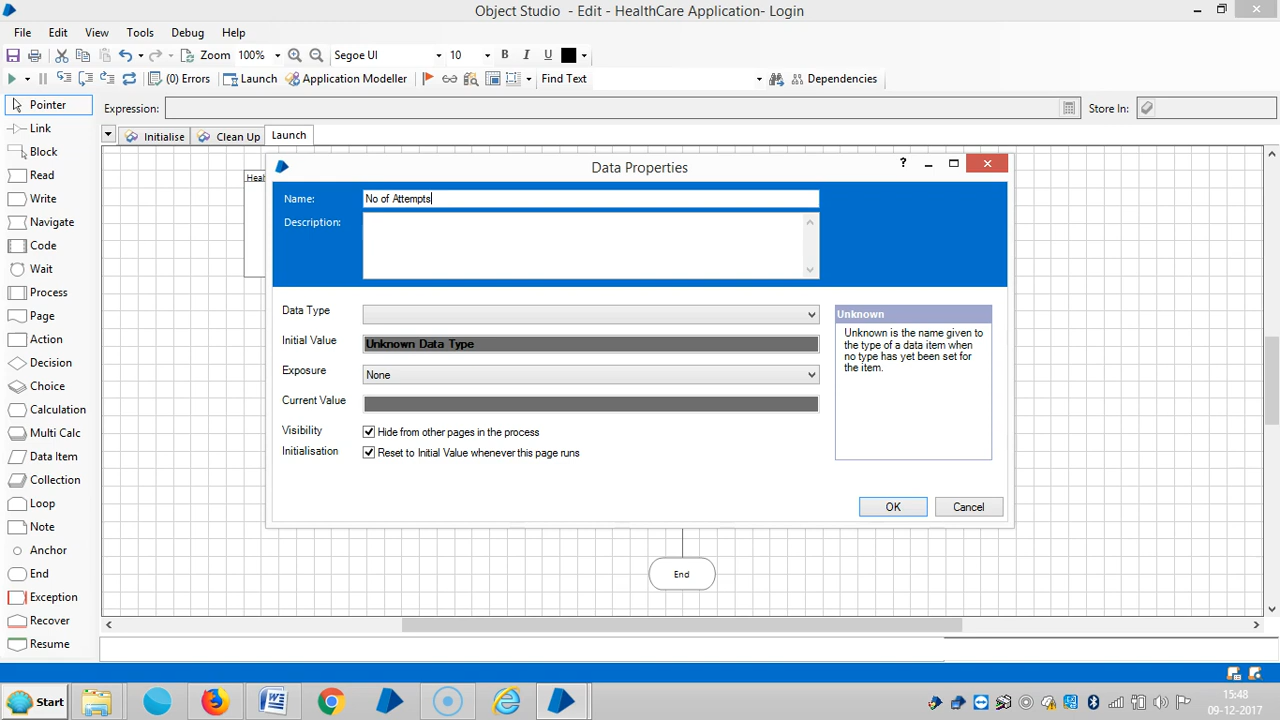 Object Studio - Edit - HealthCare Application- Login
File Edit View Tools Debug Help
Zoom 100% Segoe UI 10 B I U
(0) Errors Launch Application Modeller Find Text Dependencies
Pointer Expression: Store In:
Link
Initialise Clean Up Launch
Block
Read
Write
Navigate
Code
Wait
Process
Page
Action
Decision
Choice
Calculation
Multi Calc
Data Item
Collection
Loop
Note
Anchor
End
Exception
Recover
Resume
Heal
Data Properties
?
Name: No of Attempts
Description:
Data Type
Initial Value Unknown Data Type
Exposure None
Current Value
Visibility Hide from other pages in the process
Initialisation Reset to Initial Value whenever this page runs
Unknown
Unknown is the name given to
the type of a data item when
no type has yet been set for
the item.
OK Cancel
End
Start
15:48
09-12-2017